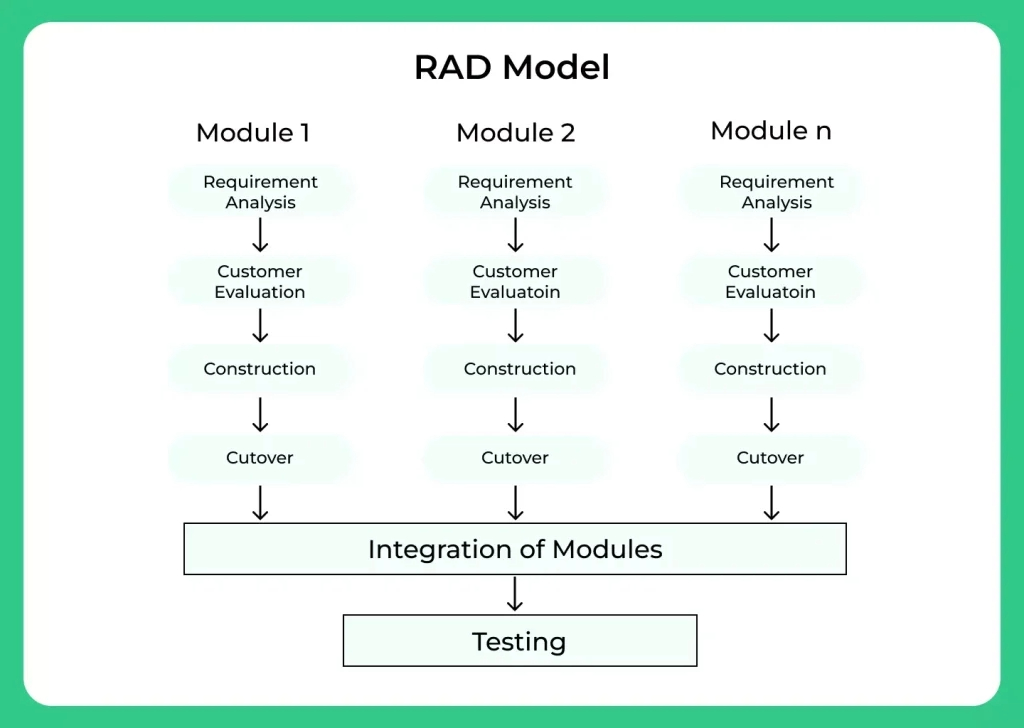 RAD Model
Module 1
Module 2
Module n
Requirement
Analysis
Requirement
Analysis
Requirement
Analysis
Customer
Evaluation
Customer
Evaluatoin
Customer
Evaluatoin
Construction
Construction
Construction
Cutover
Cutover
Cutover
Integration of Modules
Testing